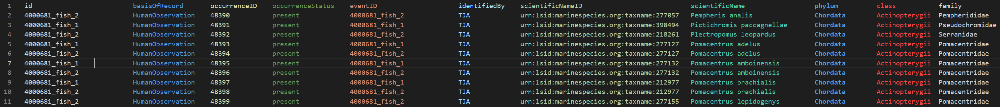 1 id basisOfRecord occurrenceID occurrenceStatus eventID identifiedBy scientificNameID scientificName phylum class family
2 4000681_fish_2 HumanObservation 48390 present 4000681_fish_2 TJA urn:lsid:marinespecies.org:taxname:277057 Pempheris analis Chordata Actinopterygii Pempherididae
3 4000681_fish_1 HumanObservation 48391 present 4000681_fish_1 TJA urn:lsid:marinespecies.org:taxname:398494 Pictichromis paccagnellae Chordata Actinopterygii Pseudochromidae
4 4000681_fish_2 HumanObservation 48392 present 4000681_fish_2 TJA urn:lsid:marinespecies.org:taxname:218261 Plectropomus leopardus Chordata Actinopterygii Serranidae
5 4000681_fish_1 HumanObservation 48393 present 4000681_fish_1 TJA urn:lsid:marinespecies.org:taxname:277127 Pomacentrus adelus Chordata Actinopterygii Pomacentridae
6 4000681_fish_2 HumanObservation 48394 present 4000681_fish_2 TJA urn:lsid:marinespecies.org:taxname:277127 Pomacentrus adelus Chordata Actinopterygii Pomacentridae
7 4000681_fish_1 HumanObservation 48395 present 4000681_fish_1 TJA urn:lsid:marinespecies.org:taxname:277132 Pomacentrus amboinensis Chordata Actinopterygii Pomacentridae
8 4000681_fish_2 HumanObservation 48396 present 4000681_fish_2 TJA urn:lsid:marinespecies.org:taxname:277132 Pomacentrus amboinensis Chordata Actinopterygii Pomacentridae
9 4000681_fish_1 HumanObservation 48397 present 4000681_fish_1 TJA urn:lsid:marinespecies.org:taxname:212977 Pomacentrus brachialis Chordata Actinopterygii Pomacentridae
10 4000681_fish_2 HumanObservation 48398 present 4000681_fish_2 TJA urn:lsid:marinespecies.org:taxname:212977 Pomacentrus brachialis Chordata Actinopterygii Pomacentridae
11 4000681_fish_2 HumanObservation 48399 present 4000681_fish_2 TJA urn:lsid:marinespecies.org:taxname:277155 Pomacentrus lepidogenys Chordata Actinopterygii Pomacentridae